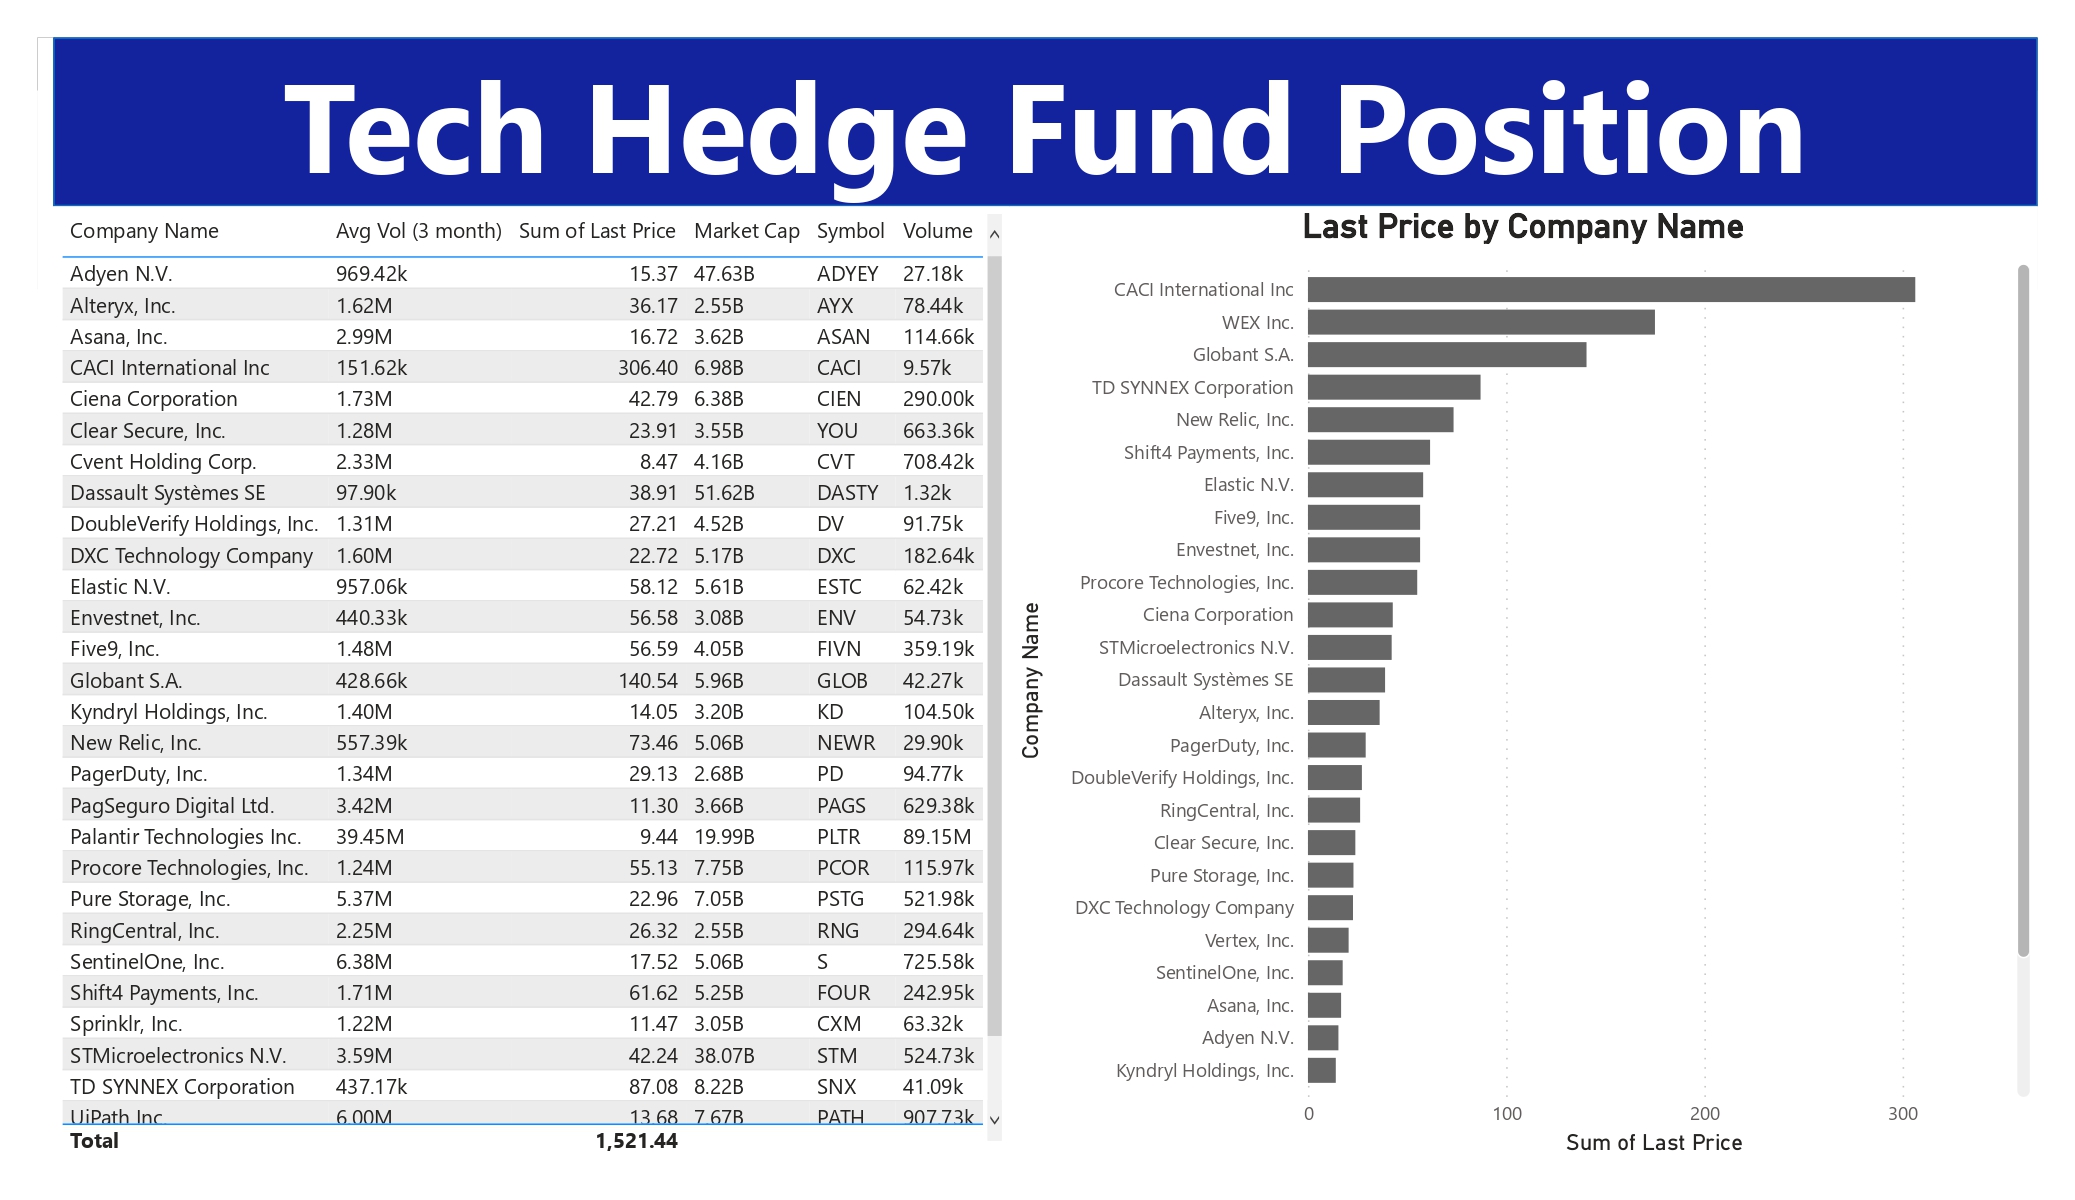 Tech Hedge Fund Position
Company Name Avg Vol (3 month) Sum of Last Price Market Cap Symbol Volume
Adyen N.V. 969.42k 15.37 47.63B ADYEY 27.18k
Alteryx, Inc. 1.62M 36.17 2.55B AYX 78.44k
Asana, Inc. 2.99M 16.72 3.62B ASAN 114.66k
CACI International Inc 151.62k 306.40 6.98B CACI 9.57k
Ciena Corporation 1.73M 42.79 6.38B CIEN 290.00k
Clear Secure, Inc. 1.28M 23.91 3.55B YOU 663.36k
Cvent Holding Corp. 2.33M 8.47 4.16B CVT 708.42k
Dassault Systèmes SE 97.90k 38.91 51.62B DASTY 1.32k
DoubleVerify Holdings, Inc. 1.31M 27.21 4.52B DV 91.75k
DXC Technology Company 1.60M 22.72 5.17B DXC 182.64k
Elastic N.V. 957.06k 58.12 5.61B ESTC 62.42k
Envestnet, Inc. 440.33k 56.58 3.08B ENV 54.73k
Five9, Inc. 1.48M 56.59 4.05B FIVN 359.19k
Globant S.A. 428.66k 140.54 5.96B GLOB 42.27k
Kyndryl Holdings, Inc. 1.40M 14.05 3.20B KD 104.50k
New Relic, Inc. 557.39k 73.46 5.06B NEWR 29.90k
PagerDuty, Inc. 1.34M 29.13 2.68B PD 94.77k
PagSeguro Digital Ltd. 3.42M 11.30 3.66B PAGS 629.38k
Palantir Technologies Inc. 39.45M 9.44 19.99B PLTR 89.15M
Procore Technologies, Inc. 1.24M 55.13 7.75B PCOR 115.97k
Pure Storage, Inc. 5.37M 22.96 7.05B PSTG 521.98k
RingCentral, Inc. 2.25M 26.32 2.55B RNG 294.64k
SentinelOne, Inc. 6.38M 17.52 5.06B S 725.58k
Shift4 Payments, Inc. 1.71M 61.62 5.25B FOUR 242.95k
Sprinklr, Inc. 1.22M 11.47 3.05B CXM 63.32k
STMicroelectronics N.V. 3.59M 42.24 38.07B STM 524.73k
TD SYNNEX Corporation 437.17k 87.08 8.22B SNX 41.09k
UiPath Inc. 6.00M 13.68 7.67B PATH 907.73k
Total 1,521.44
Last Price by Company Name
Company Name
CACI International Inc
WEX Inc.
Globant S.A.
TD SYNNEX Corporation
New Relic, Inc.
Shift4 Payments, Inc.
Elastic N.V.
Five9, Inc.
Envestnet, Inc.
Procore Technologies, Inc.
Ciena Corporation
STMicroelectronics N.V.
Dassault Systèmes SE
Alteryx, Inc.
PagerDuty, Inc.
DoubleVerify Holdings, Inc.
RingCentral, Inc.
Clear Secure, Inc.
Pure Storage, Inc.
DXC Technology Company
Vertex, Inc.
SentinelOne, Inc.
Asana, Inc.
Adyen N.V.
Kyndryl Holdings, Inc.
0 100 200 300
Sum of Last Price